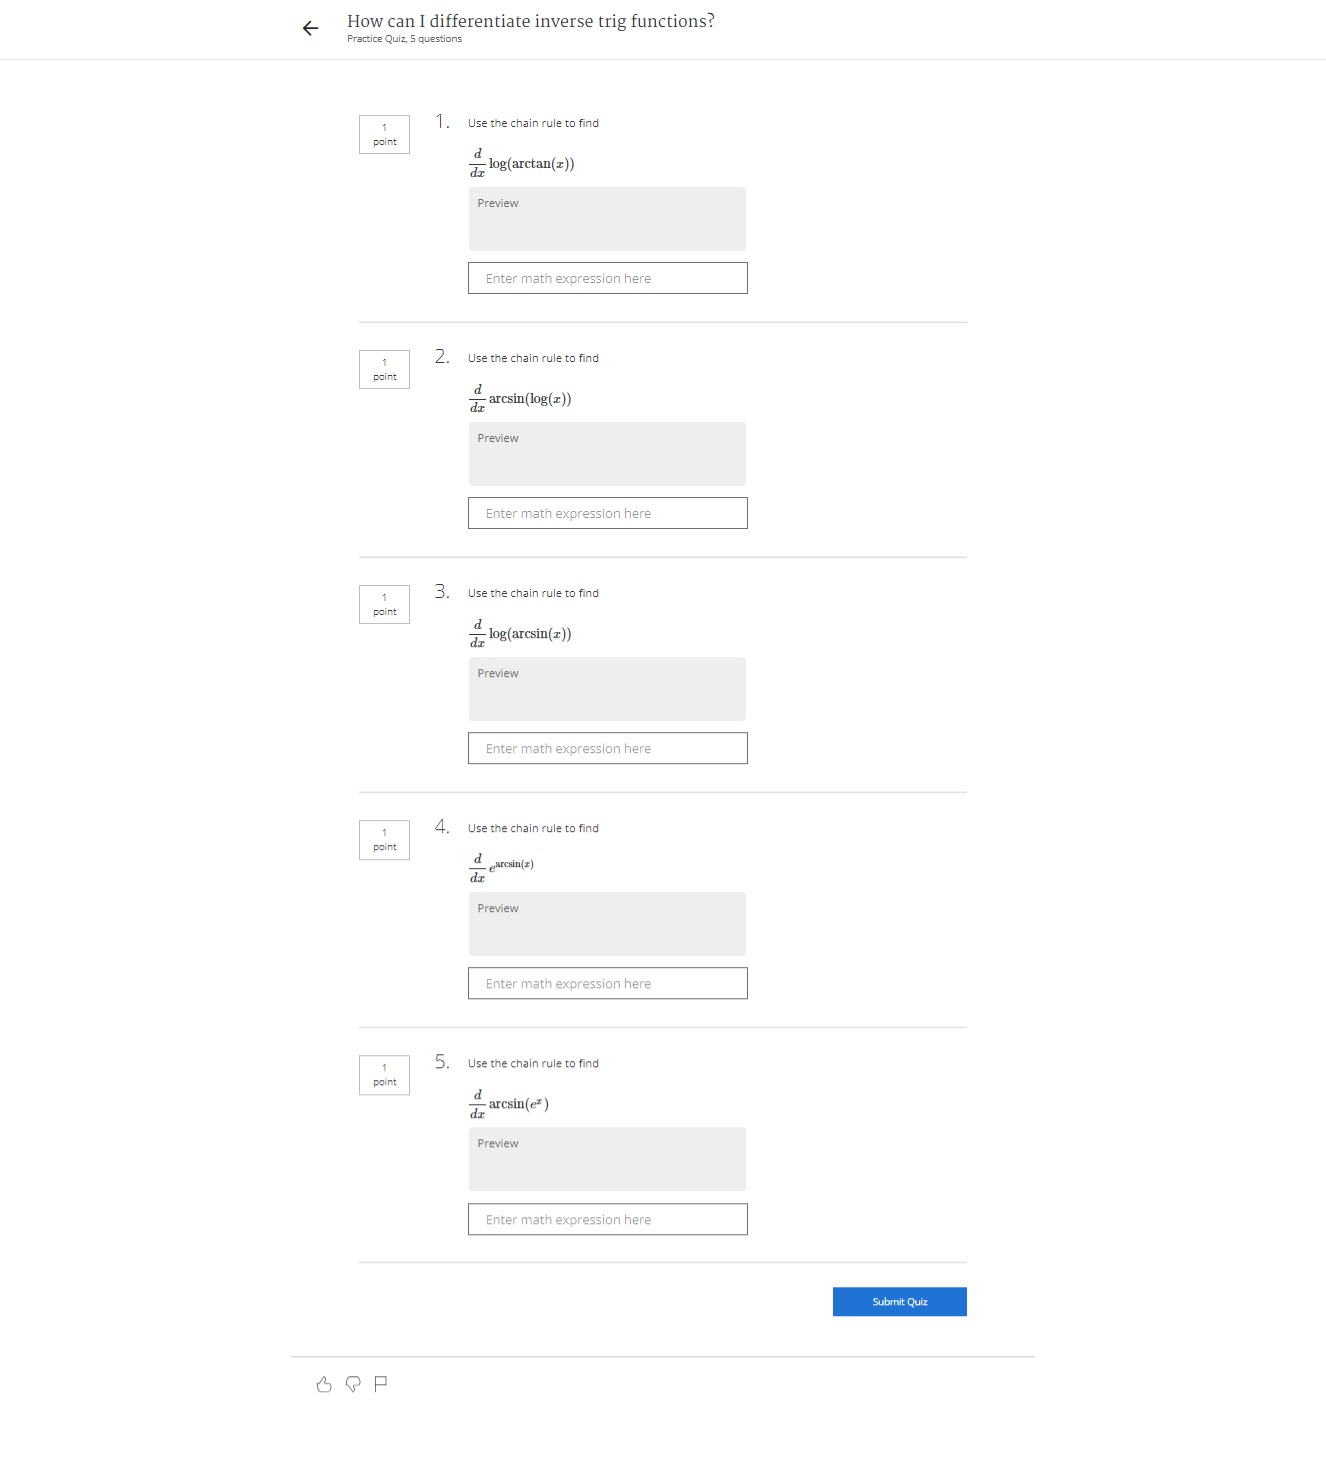 How can I differentiate inverse trig functions?
Practice Quiz, 5 questions
1
point
1.
Use the chain rule to find
d/dx log(arctan(x))
Preview
Enter math expression here
1
point
2.
Use the chain rule to find
d/dx arcsin(log(x))
Preview
Enter math expression here
1
point
3.
Use the chain rule to find
d/dx log(arcsin(x))
Preview
Enter math expression here
1
point
4.
Use the chain rule to find
d/dx e^arcsin(x)
Preview
Enter math expression here
1
point
5.
Use the chain rule to find
d/dx arcsin(e^x)
Preview
Enter math expression here
Submit Quiz